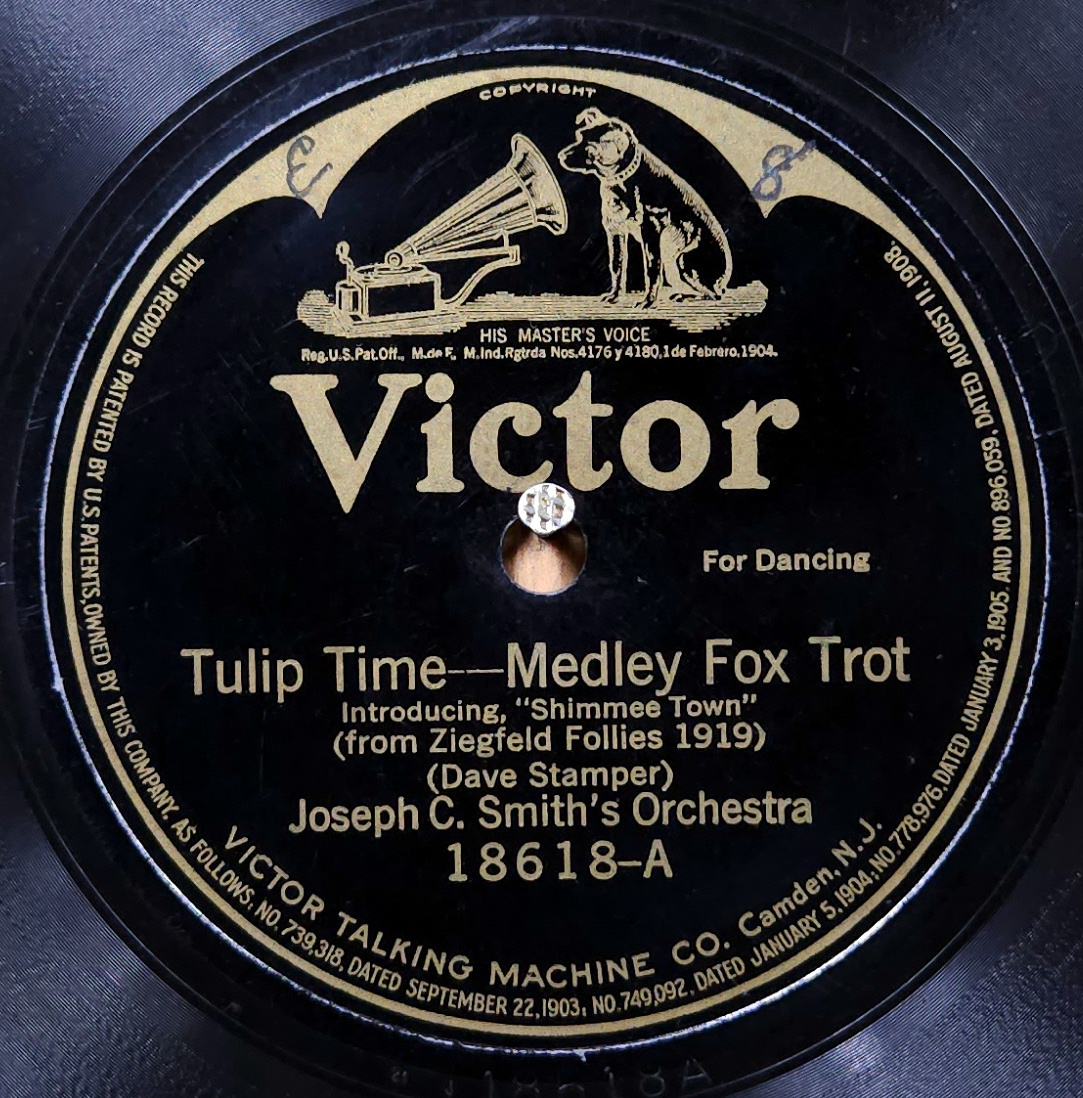 COPYRIGHT
E
8
HIS MASTER'S VOICE
Reg.U.S.Pat.Off., M.de F., M.Ind.Rgtrda Nos.4176 y 4180,1 de Febrero,1904.
Victor
For Dancing
Tulip Time—Medley Fox Trot
Introducing, "Shimmee Town"
(from Ziegfeld Follies 1919)
(Dave Stamper)
Joseph C. Smith's Orchestra
18618-A
VICTOR TALKING MACHINE CO. Camden, N.J.
THIS RECORD IS PATENTED BY U.S. PATENTS, OWNED BY THIS COMPANY. AS FOLLOWS: NO. 739,318, DATED SEPTEMBER 22,1903; NO. 749,092, DATED JANUARY 5, 1904; NO. 778,976, DATED JANUARY 3, 1905. AND NO 896,059, DATED AUGUST 11, 1908.
18618A